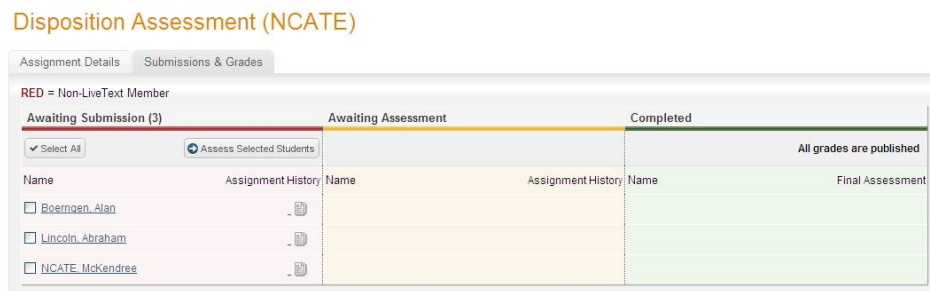 Disposition Assessment (NCATE)
Assignment Details Submissions & Grades
RED = Non-LiveText Member
Awaiting Submission (3) Awaiting Assessment Completed
Select All Assess Selected Students All grades are published
Name Assignment History Name Assignment History Name Final Assessment
Boerngen, Alan
Lincoln, Abraham
NCATE, McKendree